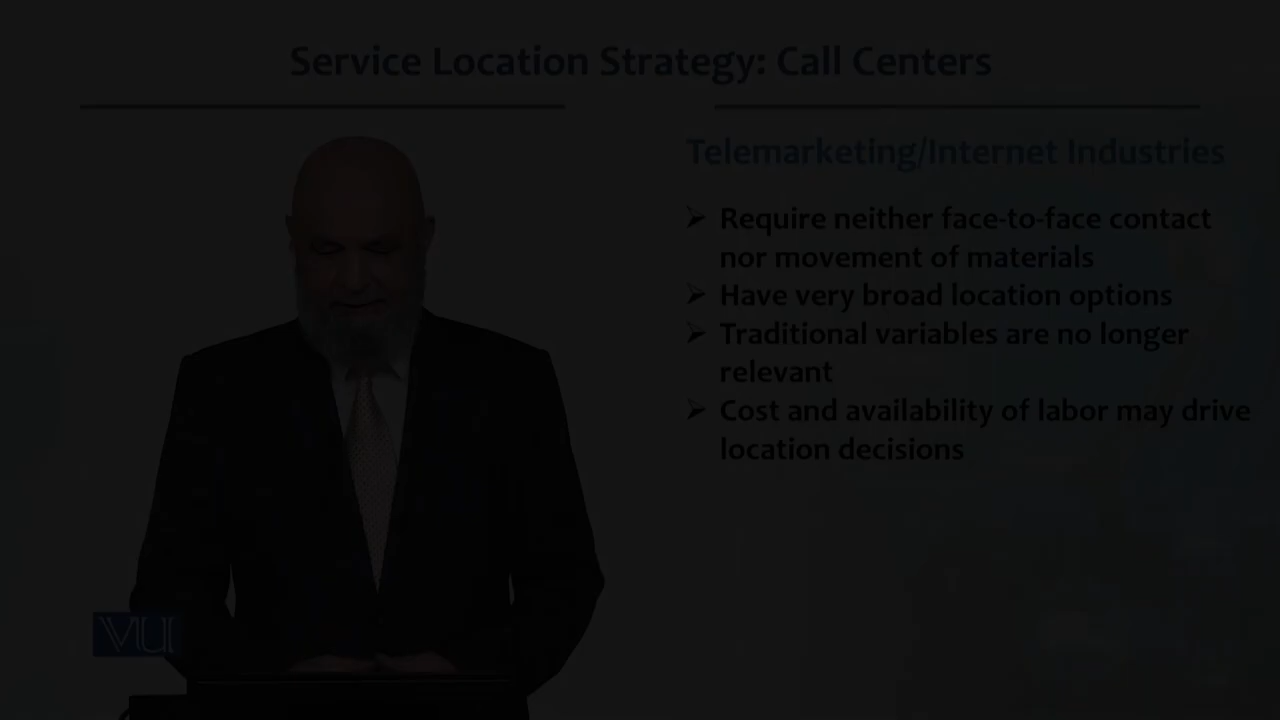 Service Location Strategy: Call Centers
Telemarketing/Internet Industries
➢ Require neither face-to-face contact
nor movement of materials
➢ Have very broad location options
➢ Traditional variables are no longer
relevant
➢ Cost and availability of labor may drive
location decisions
VU